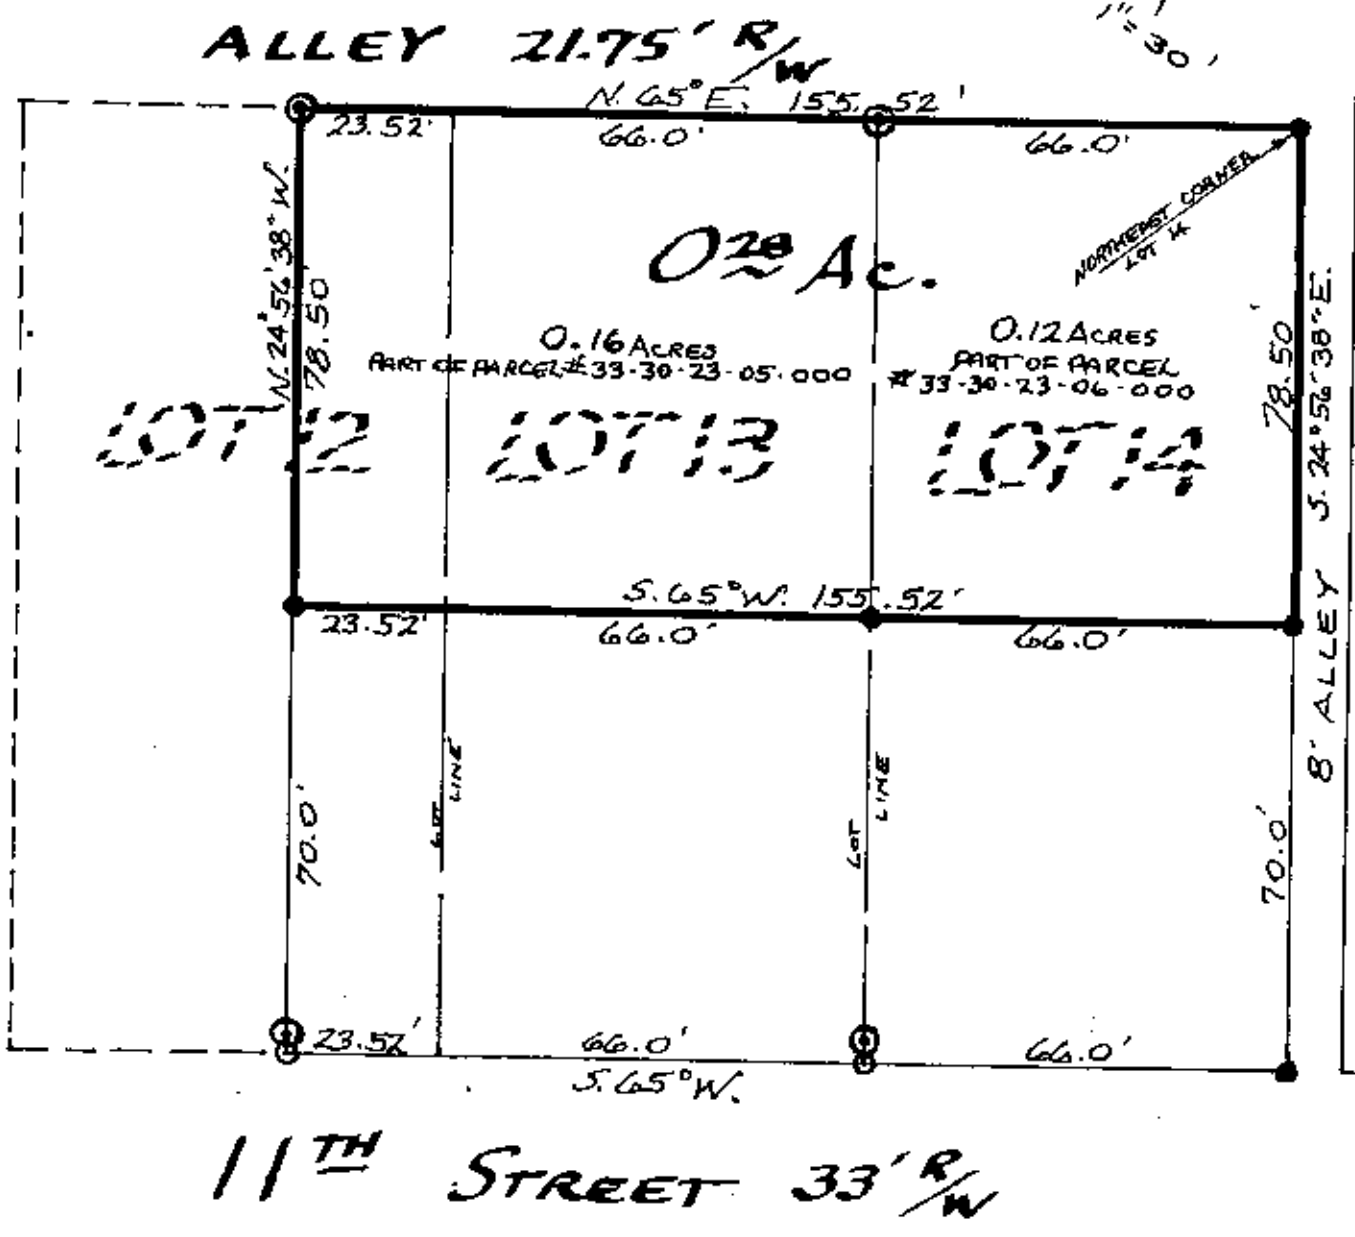 1" = 30'
ALLEY 21.75' R/W
N. 65° E. 155.52'
23.52' 66.0' 66.0'
NORTHEAST CORNER
LOT 14
N. 24° 56' 38" W.
78.50'
0.28 Ac.
0.16 ACRES
PART OF PARCEL # 33-30-23-05-000
0.12 ACRES
PART OF PARCEL
# 33-30-23-06-000
78.50'
S. 24° 56' 38" E.
LOT 12 LOT 13 LOT 14
S. 65° W. 155.52'
23.52' 66.0' 66.0'
8' ALLEY
70.0'
LOT LINE
LOT LINE
70.0'
23.52' 66.0' 66.0'
S. 65° W.
11TH STREET 33' R/W